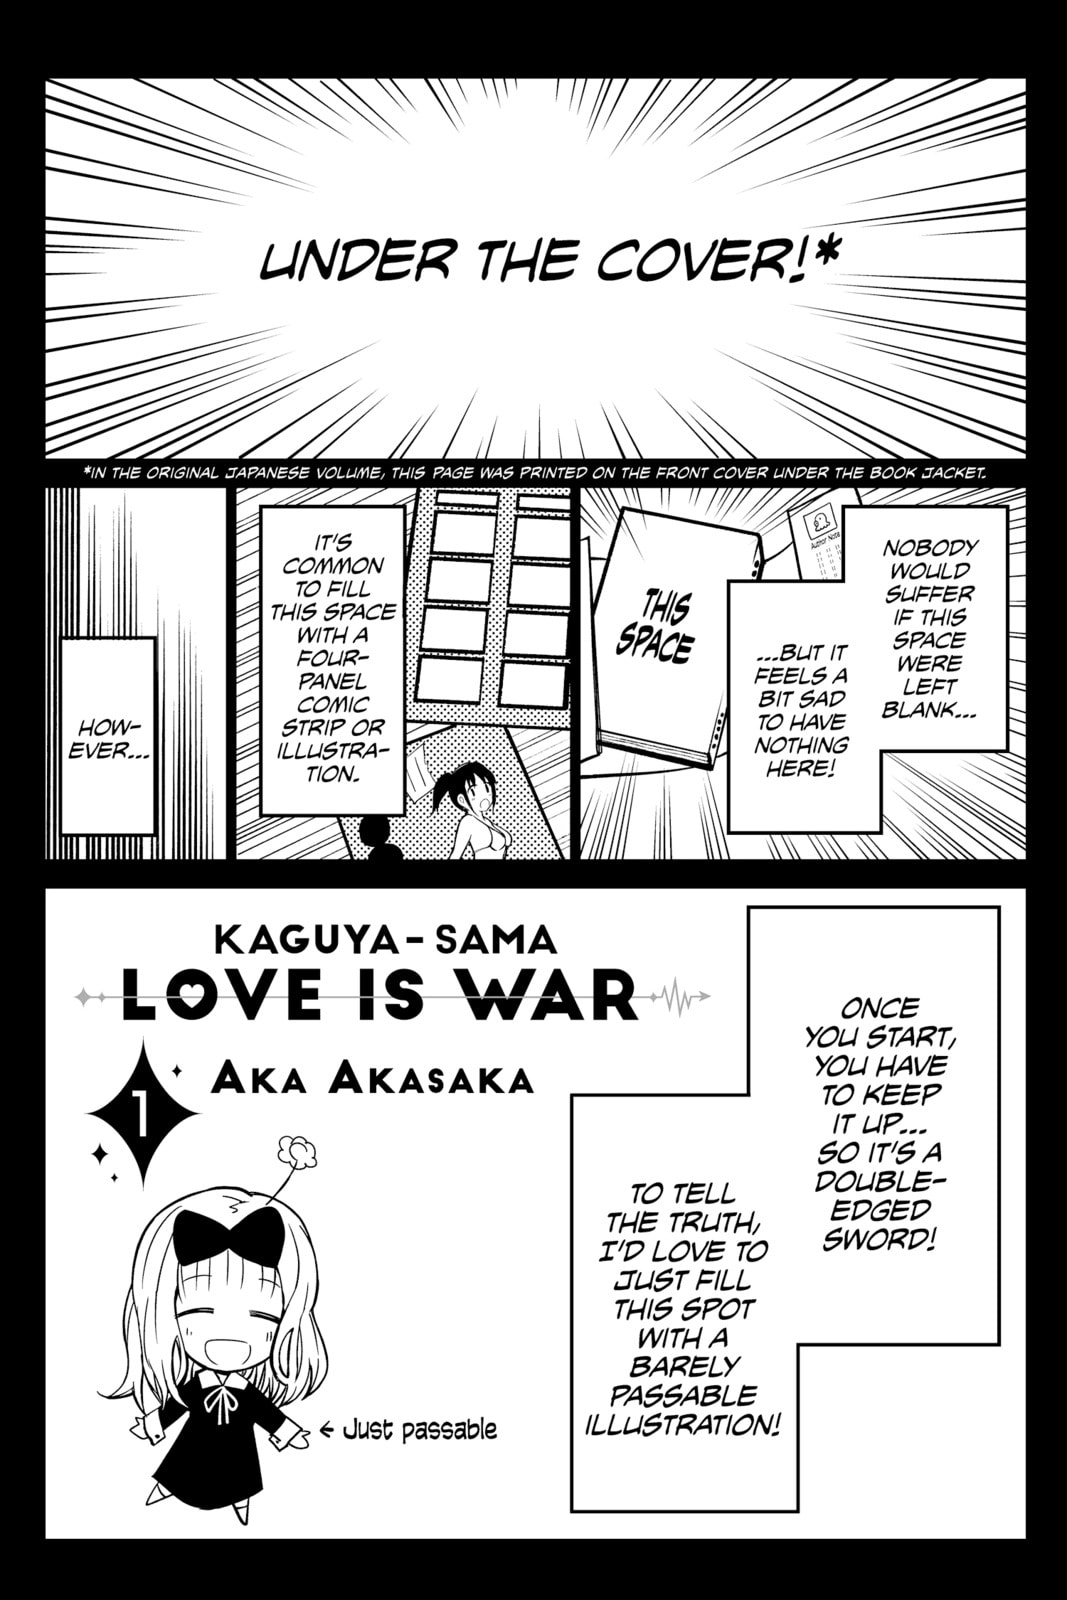 UNDER THE COVER!*
*IN THE ORIGINAL JAPANESE VOLUME, THIS PAGE WAS PRINTED ON THE FRONT COVER UNDER THE BOOK JACKET.
NOBODY
WOULD
SUFFER
IF THIS
SPACE
WERE
LEFT
BLANK...
Author Note
THIS
SPACE
...BUT IT
FEELS A
BIT SAD
TO HAVE
NOTHING
HERE!
IT'S
COMMON
TO FILL
THIS SPACE
WITH A
FOUR-
PANEL
COMIC
STRIP OR
ILLUSTRA-
TION.
HOW-
EVER...
ONCE
YOU START,
YOU HAVE
TO KEEP
IT UP...
SO IT'S A
DOUBLE-
EDGED
SWORD!
TO TELL
THE TRUTH,
I'D LOVE TO
JUST FILL
THIS SPOT
WITH A
BARELY
PASSABLE
ILLUSTRATION!
KAGUYA-SAMA
LOVE IS WAR
AKA AKASAKA
1
← Just passable